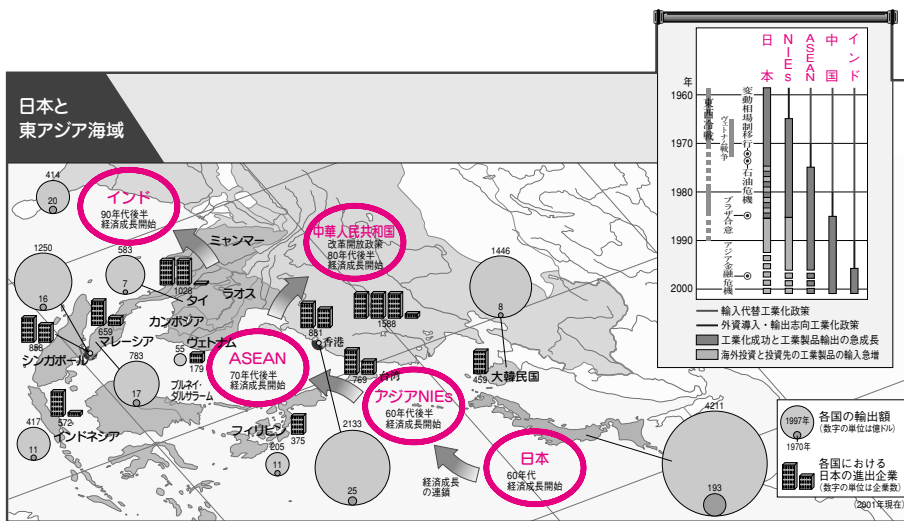 日本と
東アジア海域
日本
NIEs
ASEAN
中国
インド
年
1960
1970
1980
1990
2000
東西冷戦
ヴェトナム戦争
変動相場制移行
石油危機
プラザ合意
アジア金融危機
輸入代替工業化政策
外資導入・輸出志向工業化政策
工業化成功と工業製品輸出の急成長
海外投資と投資先の工業製品の輸入急増
414
20
インド
90年代後半
経済成長開始
中華人民共和国
改革開放政策
80年代後半
経済成長開始
ミャンマー
1250
16
583
7
1028
タイ
ラオス
カンボジア
1446
8
659
マレーシア
シンガポール
ヴェトナム
55
179
783
17
ブルネイ・
ダルサラーム
ASEAN
70年代後半
経済成長開始
881
香港
1588
769
台湾
459
大韓民国
アジアNIEs
60年代後半
経済成長開始
417
11
572
インドネシア
フィリピン
375
205
11
2133
25
経済成長
の連鎖
日本
60年代
経済成長開始
4211
193
1997年
1970年
各国の輸出額
(数字の単位は億ドル)
各国における
日本の進出企業
(数字の単位は企業数)
(2001年現在)